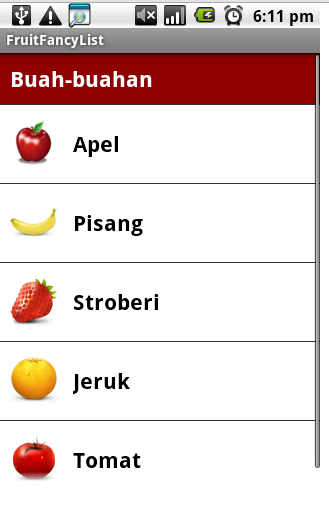 6:11 pm
FruitFancyList
Buah-buahan
Apel
Pisang
Stroberi
Jeruk
Tomat